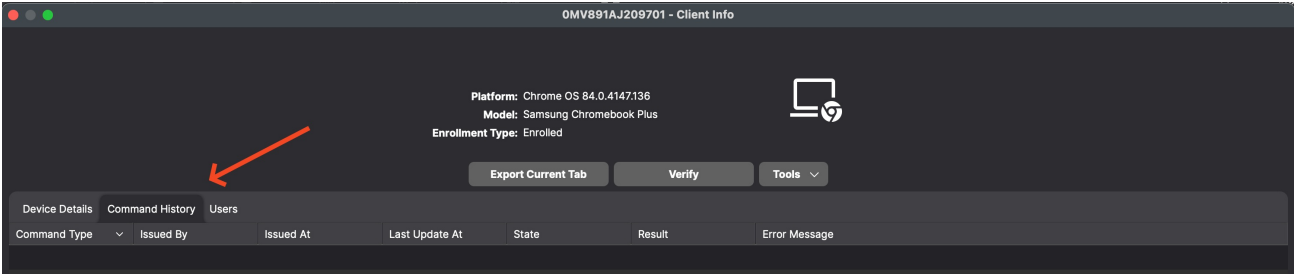 0MV891AJ209701 - Client Info
Platform: Chrome OS 84.0.4147.136
Model: Samsung Chromebook Plus
Enrollment Type: Enrolled
Export Current Tab Verify Tools
Device Details Command History Users
Command Type Issued By Issued At Last Update At State Result Error Message